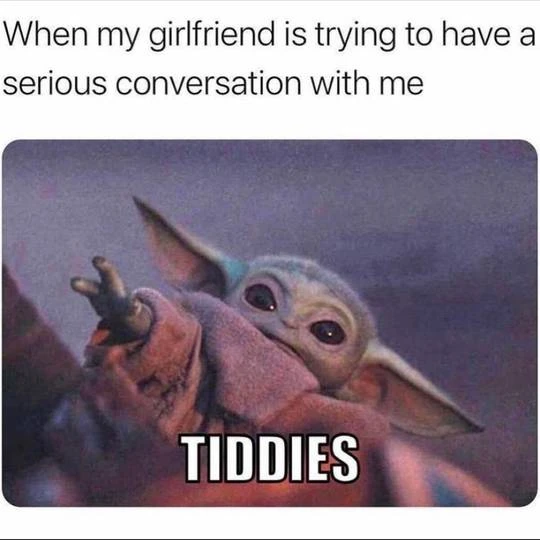 When my girlfriend is trying to have a
serious conversation with me
TIDDIES